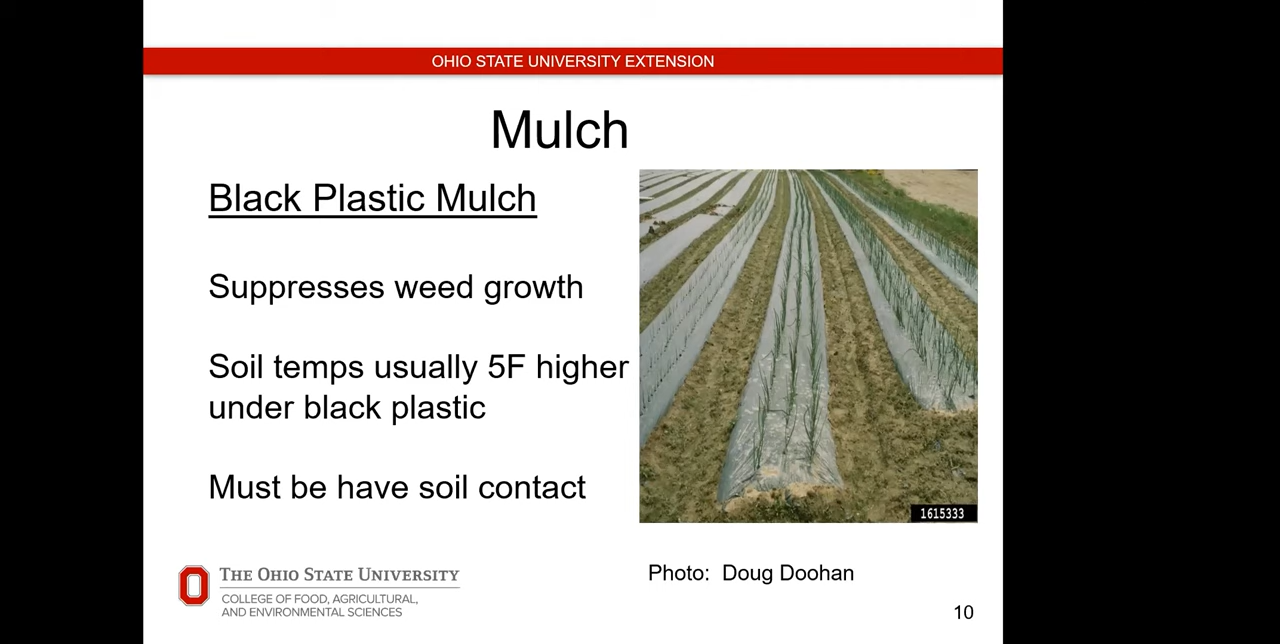 OHIO STATE UNIVERSITY EXTENSION
Mulch
Black Plastic Mulch
Suppresses weed growth
Soil temps usually 5F higher
under black plastic
Must be have soil contact
1615333
Photo: Doug Doohan
THE OHIO STATE UNIVERSITY
COLLEGE OF FOOD, AGRICULTURAL,
AND ENVIRONMENTAL SCIENCES
10